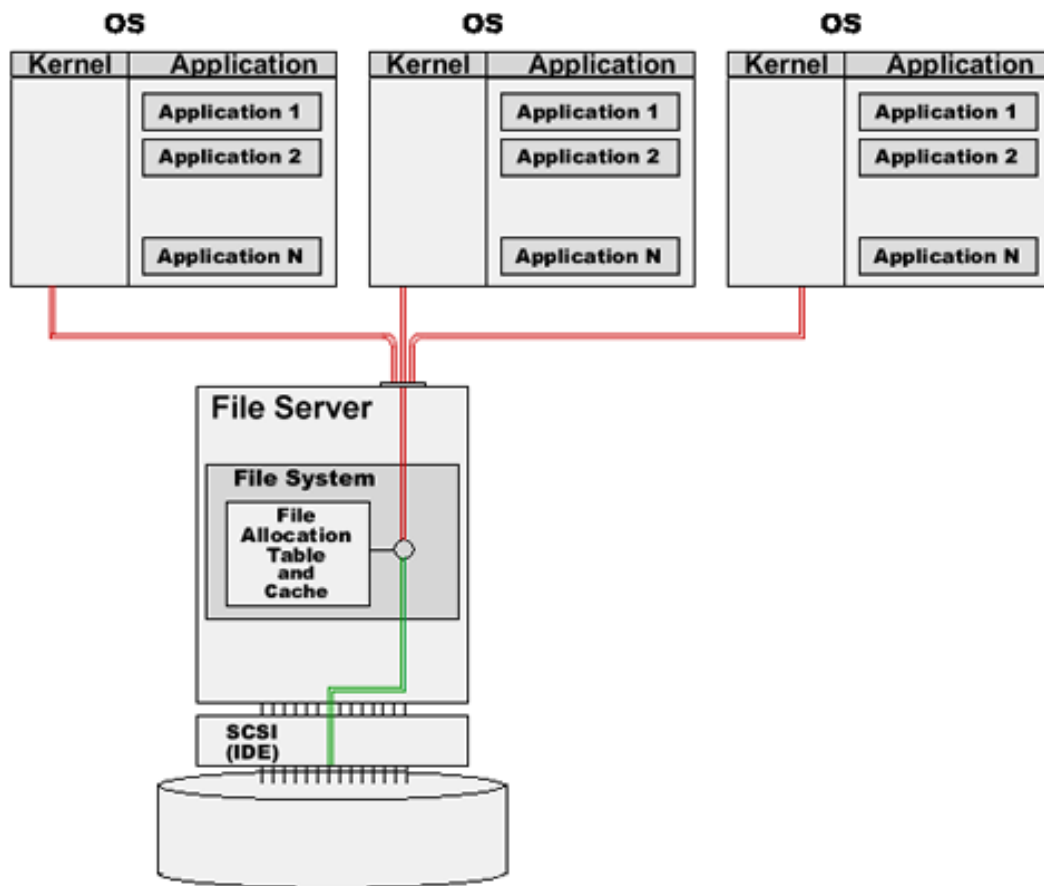 OS OS OS
Kernel Application Kernel Application Kernel Application
Application 1 Application 1 Application 1
Application 2 Application 2 Application 2
Application N Application N Application N
File Server
File System
File
Allocation
Table
and
Cache
SCSI
(IDE)